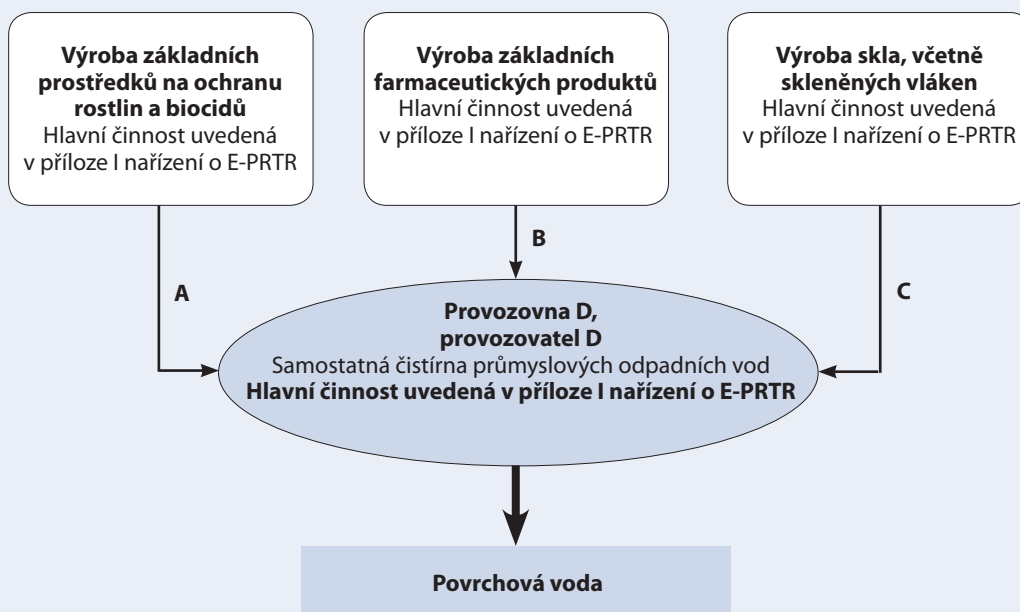 Výroba základních
prostředků na ochranu
rostlin a biocidů
Hlavní činnost uvedená
v příloze I nařízení o E-PRTR
Výroba základních
farmaceutických produktů
Hlavní činnost uvedená
v příloze I nařízení o E-PRTR
Výroba skla, včetně
skleněných vláken
Hlavní činnost uvedená
v příloze I nařízení o E-PRTR
A
B
C
Provozovna D,
provozovatel D
Samostatná čistírna průmyslových odpadních vod
Hlavní činnost uvedená v příloze I nařízení o E-PRTR
Povrchová voda